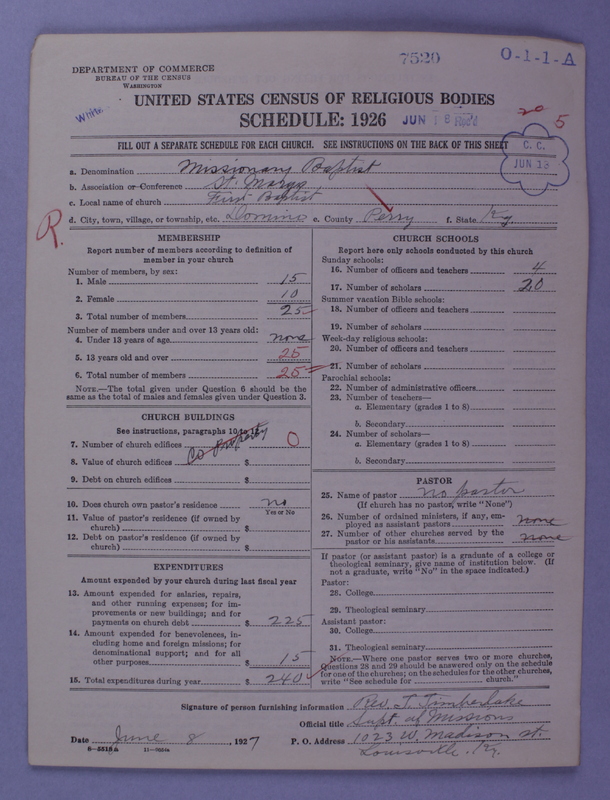 7520
O-1-1-A
DEPARTMENT OF COMMERCE
BUREAU OF THE CENSUS
WASHINGTON
White
UNITED STATES CENSUS OF RELIGIOUS BODIES
SCHEDULE: 1926
JUN 18 1927
20 5
C. C.
JUN 13
FILL OUT A SEPARATE SCHEDULE FOR EACH CHURCH. SEE INSTRUCTIONS ON THE BACK OF THIS SHEET
a. Denomination Missionary Baptist
b. Association or Conference St. Marys
c. Local name of church First Baptist
d. City, town, village, or township, etc. Domino e. County Perry f. State Ky
R.
MEMBERSHIP
Report number of members according to definition of member in your church
Number of members, by sex:
1. Male 15
2. Female 10
3. Total number of members 25
Number of members under and over 13 years old:
4. Under 13 years of age none
5. 13 years old and over 25
6. Total number of members 25
NOTE.—The total given under Question 6 should be the same as the total of males and females given under Question 3.
CHURCH BUILDINGS
See instructions, paragraphs 10 to 12
7. Number of church edifices Co Property 0
8. Value of church edifices $
9. Debt on church edifices $
10. Does church own pastor's residence no
Yes or No
11. Value of pastor's residence (if owned by church) $
12. Debt on pastor's residence (if owned by church) $
EXPENDITURES
Amount expended by your church during last fiscal year
13. Amount expended for salaries, repairs, and other running expenses; for improvements or new buildings; and for payments on church debt $ 225
14. Amount expended for benevolences, including home and foreign missions; for denominational support; and for all other purposes $ 15
15. Total expenditures during year $ 240
CHURCH SCHOOLS
Report here only schools conducted by this church
Sunday schools:
16. Number of officers and teachers 4
17. Number of scholars 20
Summer vacation Bible schools:
18. Number of officers and teachers
19. Number of scholars
Week-day religious schools:
20. Number of officers and teachers
21. Number of scholars
Parochial schools:
22. Number of administrative officers
23. Number of teachers—
a. Elementary (grades 1 to 8)
b. Secondary
24. Number of scholars—
a. Elementary (grades 1 to 8)
b. Secondary
PASTOR
25. Name of pastor no pastor
(If church has no pastor, write "None")
26. Number of ordained ministers, if any, employed as assistant pastors none
27. Number of other churches served by the pastor or his assistants none
If pastor (or assistant pastor) is a graduate of a college or theological seminary, give name of institution below. (If not a graduate, write "No" in the space indicated.)
Pastor:
28. College
29. Theological seminary
Assistant pastor:
30. College
31. Theological seminary
NOTE.—Where one pastor serves two or more churches, Questions 28 and 29 should be answered only on the schedule for one of the churches; on the schedules for the other churches, write "See schedule for church."
Signature of person furnishing information Rev. T. Timberlake
Official title Supt. of Missions
Date June 8, 1927 P. O. Address 1023 W. Madison st.
Louisville. Ky.
8—5515a